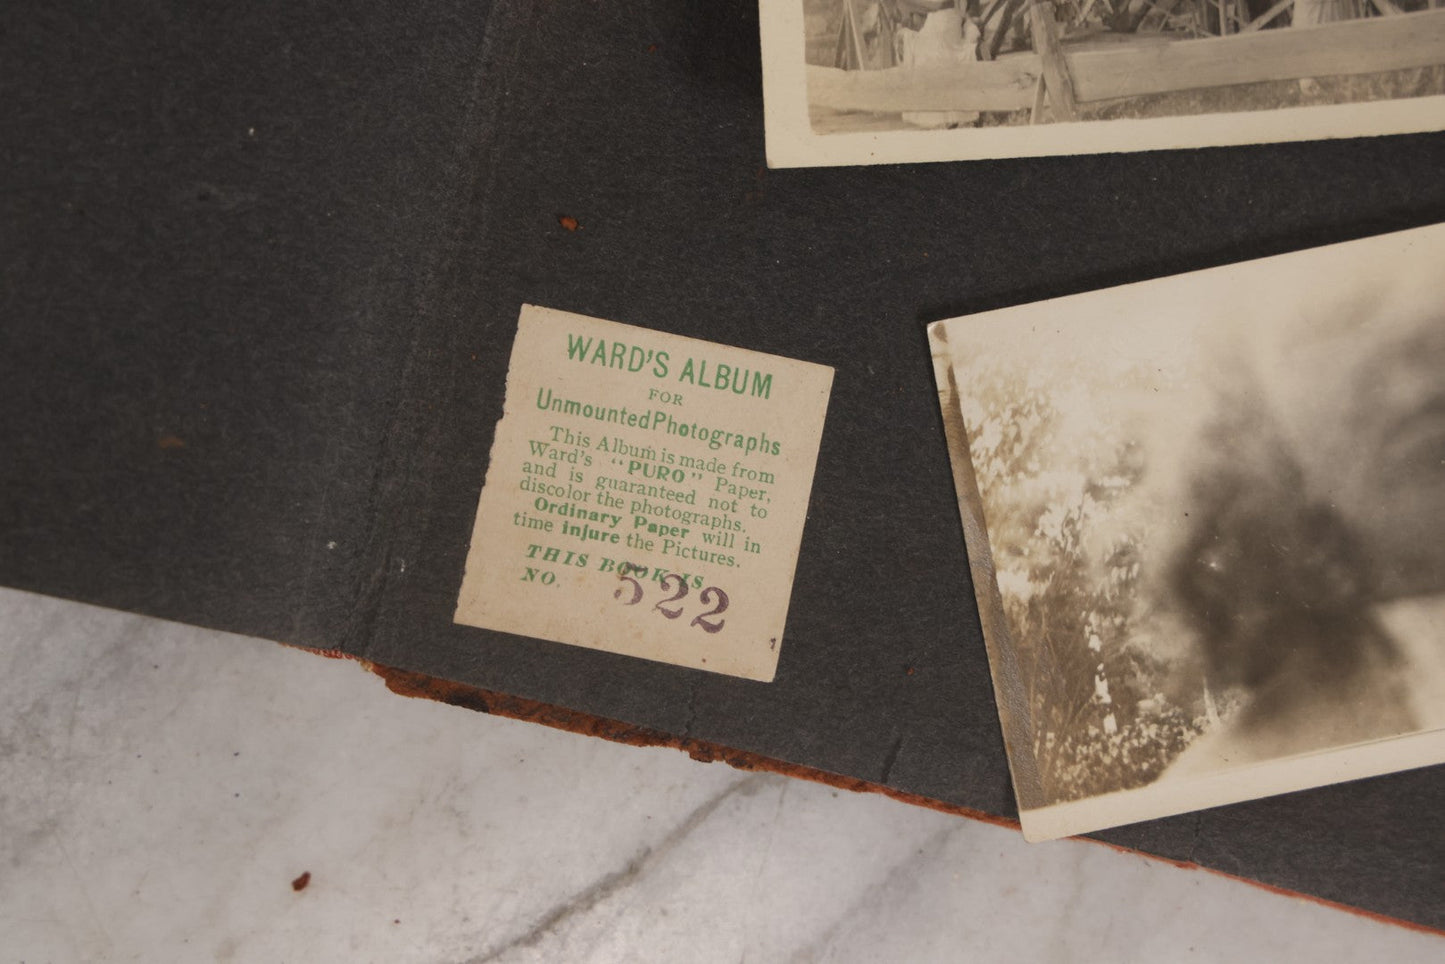 WARD'S ALBUM
FOR
Unmounted Photographs
This Album is made from
Ward's "PURO" Paper,
and is guaranteed not to
discolor the photographs.
Ordinary Paper will in
time injure the Pictures.
THIS BOOK IS
NO. 522